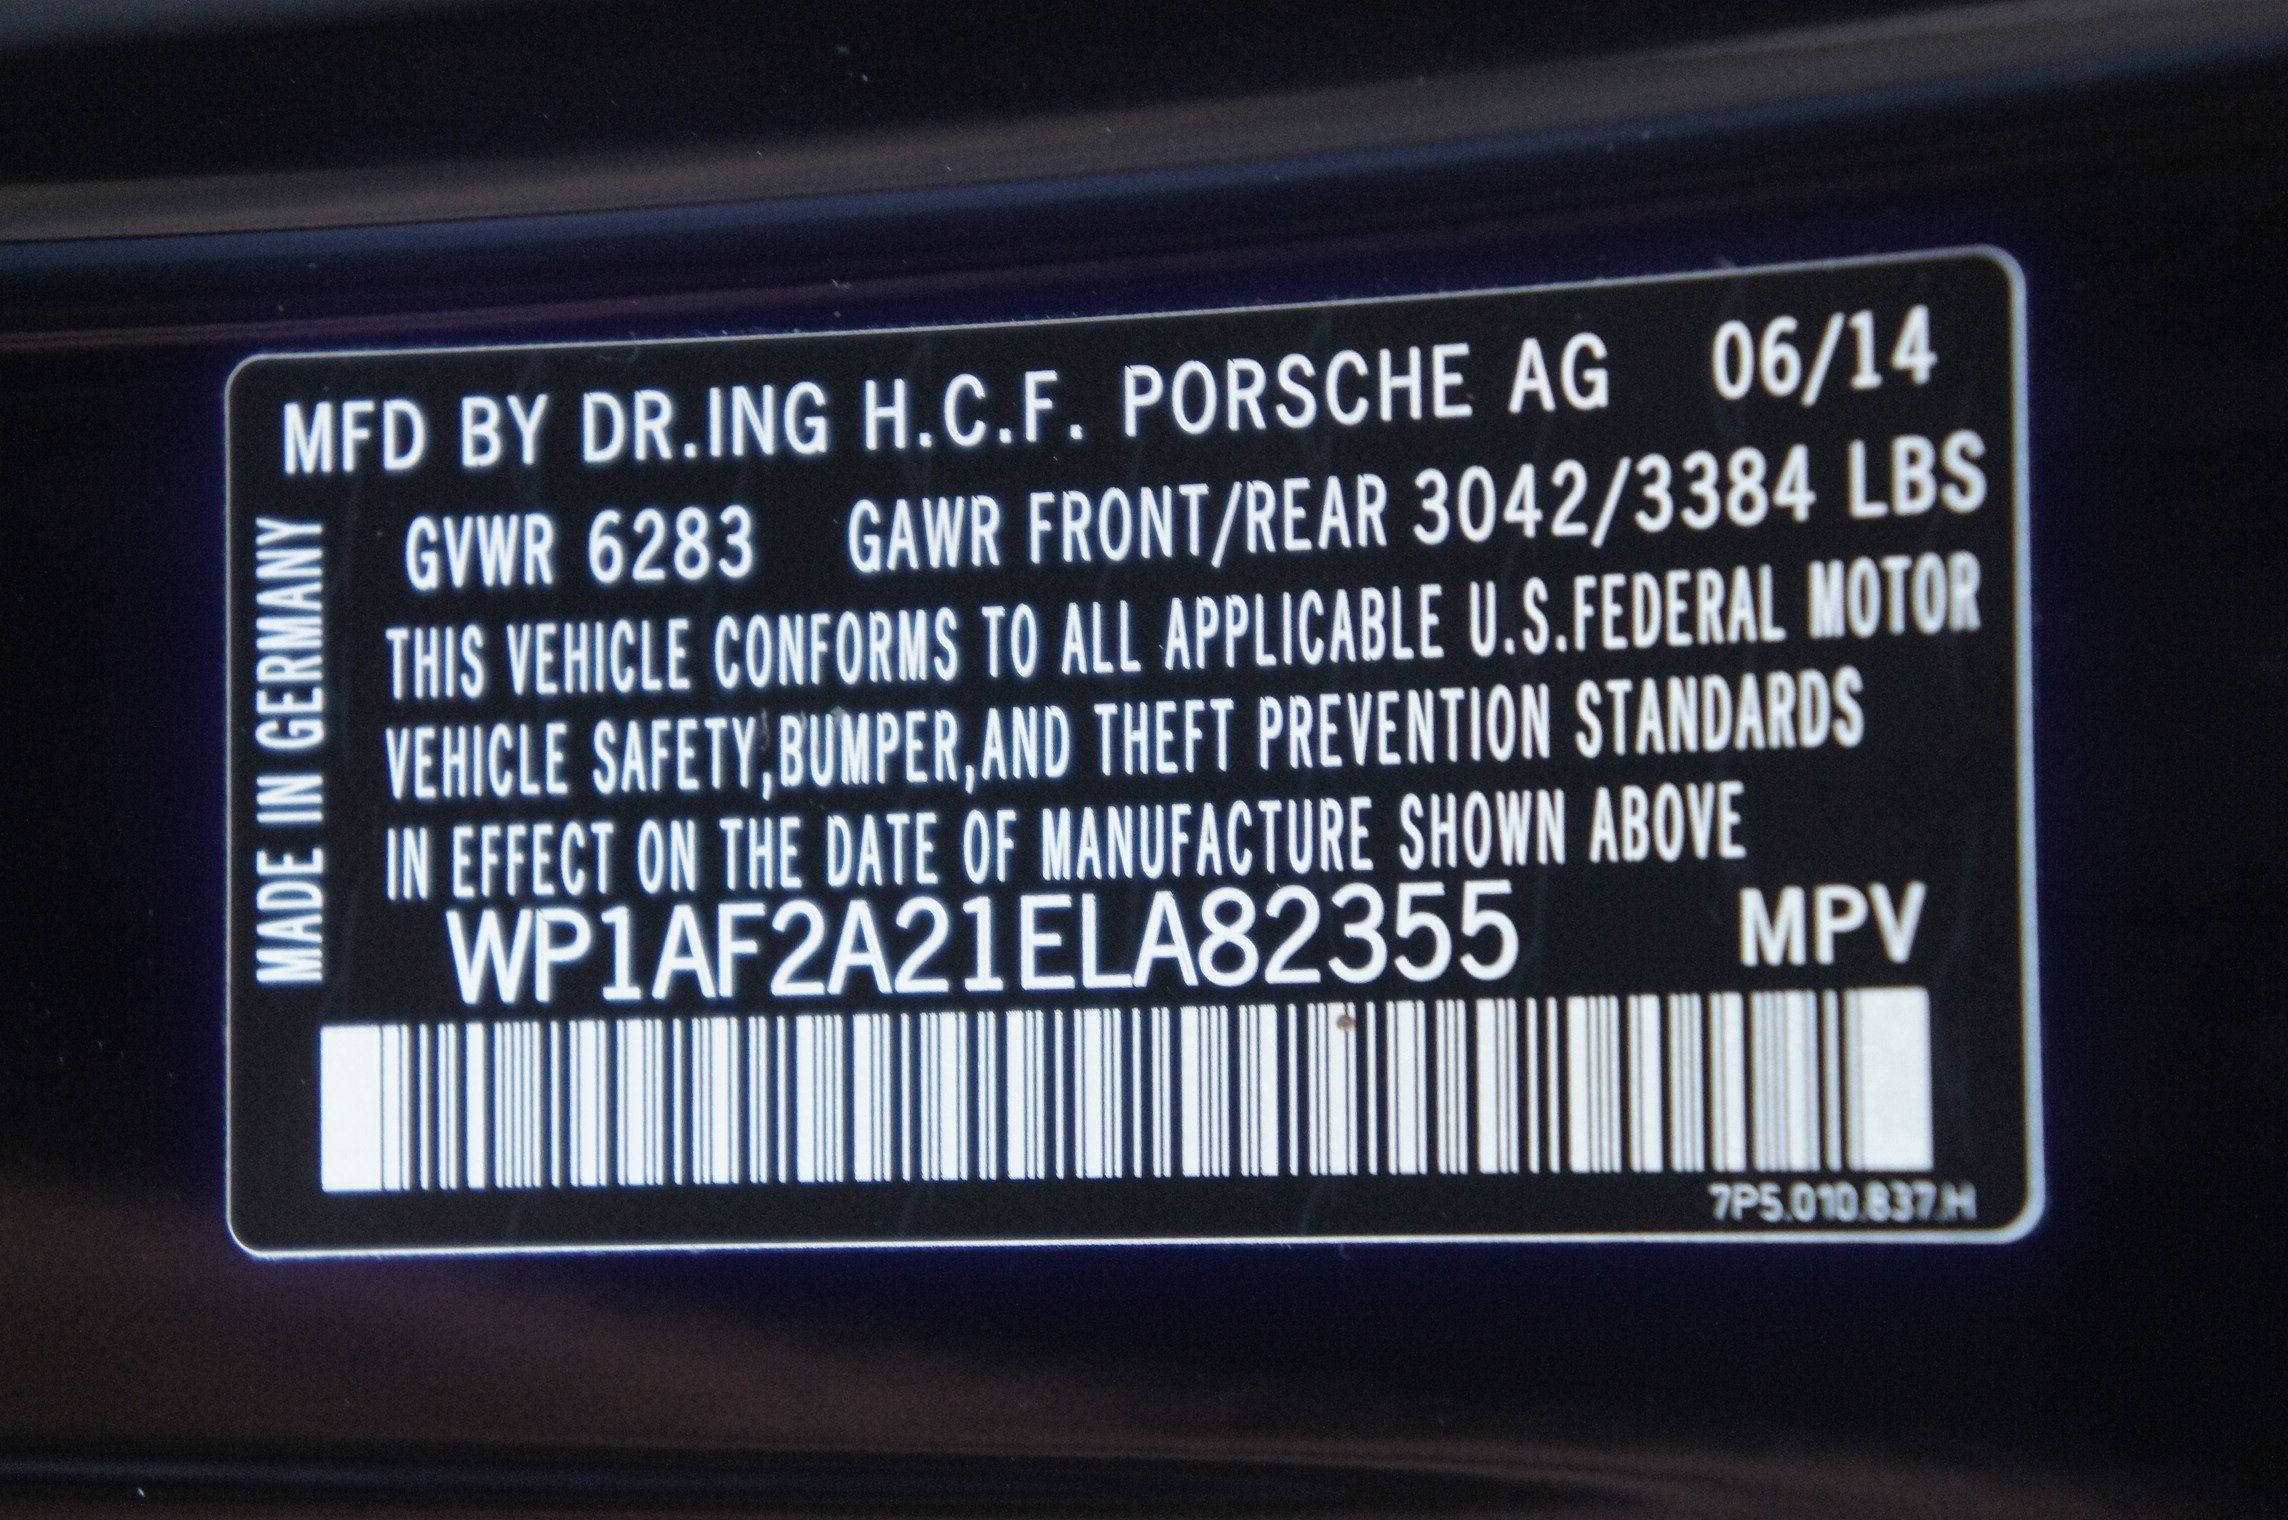 MFD BY DR.ING H.C.F. PORSCHE AG 06/14
GVWR 6283 GAWR FRONT/REAR 3042/3384 LBS
THIS VEHICLE CONFORMS TO ALL APPLICABLE U.S.FEDERAL MOTOR
VEHICLE SAFETY,BUMPER,AND THEFT PREVENTION STANDARDS
IN EFFECT ON THE DATE OF MANUFACTURE SHOWN ABOVE
WP1AF2A21ELA82355 MPV
7P5.010.837.H
MADE IN GERMANY